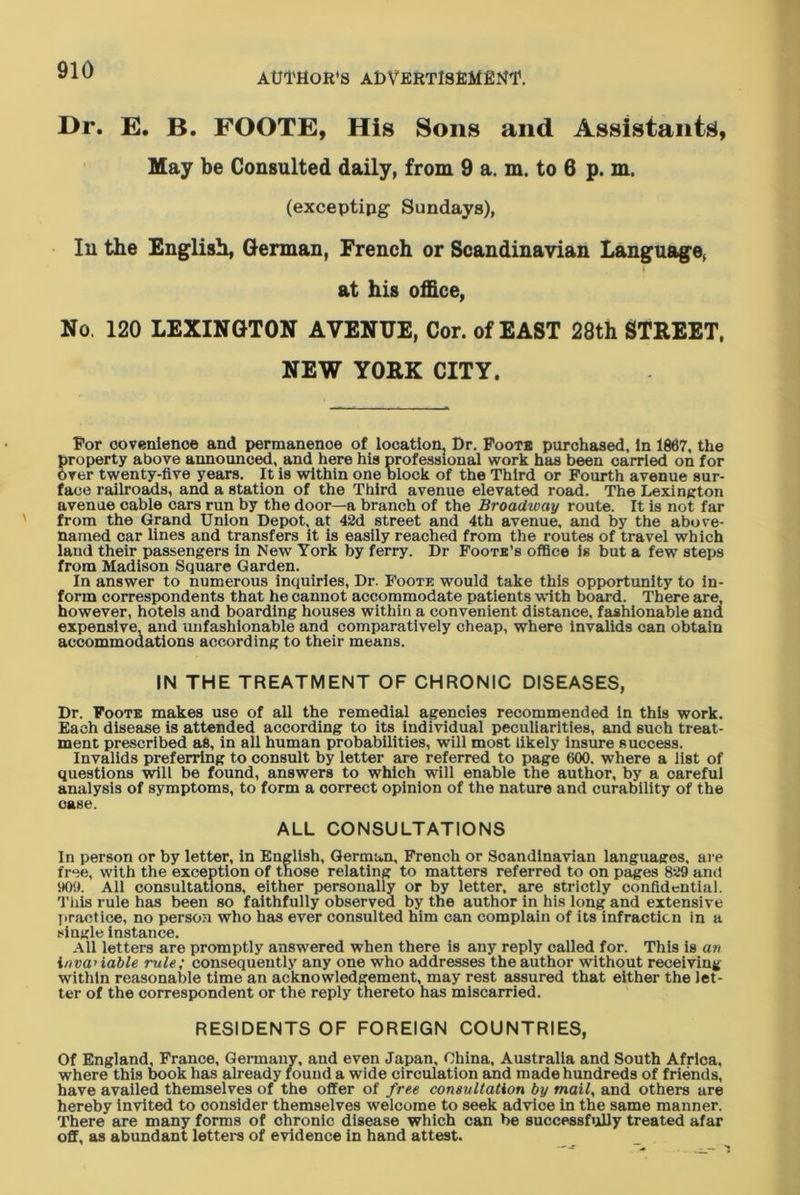 910
AUTHOR'S ADVERTISEMENT.
Dr. E. B. FOOTE, His Sons and Assistants,
May be Consulted daily, from 9 a. m. to 6 p. m.
(excepting Sundays),
In the English, German, French or Scandinavian Language,
at his office,
No. 120 LEXINGTON AVENUE, Cor. of EAST 28th STREET,
NEW YORK CITY.
For covenience and permanence of location, Dr. FOOTE purchased, in 1867, the
property above announced, and here his professional work has been carried on for
over twenty-five years. It is within one block of the Third or Fourth avenue sur-
face railroads, and a station of the Third avenue elevated road. The Lexington
avenue cable cars run by the door—a branch of the Broadway route. It is not far
from the Grand Union Depot, at 42d street and 4th avenue, and by the above-
named car lines and transfers it is easily reached from the routes of travel which
land their passengers in New York by ferry. Dr FOOTE's office is but a few steps
from Madison Square Garden.
In answer to numerous inquiries, Dr. FOOTE would take this opportunity to in-
form correspondents that he cannot accommodate patients with board. There are,
however, hotels and boarding houses within a convenient distance, fashionable and
expensive, and unfashionable and comparatively cheap, where invalids can obtain
accommodations according to their means.
IN THE TREATMENT OF CHRONIC DISEASES,
Dr. FOOTE makes use of all the remedial agencies recommended in this work.
Each disease is attended according to its individual peculiarities, and such treat-
ment prescribed as, in all human probabilities, will most likely insure success.
Invalids preferring to consult by letter are referred to page 600, where a list of
questions will be found, answers to which will enable the author, by a careful
analysis of symptoms, to form a correct opinion of the nature and curability of the
case.
ALL CONSULTATIONS
In person or by letter, in English, German, French or Scandinavian languages, are
free, with the exception of those relating to matters referred to on pages 829 and
909. All consultations, either personally or by letter, are strictly confidential.
This rule has been so faithfully observed by the author in his long and extensive
practice, no person who has ever consulted him can complain of its infraction in a
single instance.
All letters are promptly answered when there is any reply called for. This is an
invariable rule; consequently any one who addresses the author without receiving
within reasonable time an acknowledgement, may rest assured that either the let-
ter of the correspondent or the reply thereto has miscarried.
RESIDENTS OF FOREIGN COUNTRIES,
Of England, France, Germany, and even Japan, China, Australia and South Africa,
where this book has already found a wide circulation and made hundreds of friends,
have availed themselves of the offer of free consultation by mail, and others are
hereby invited to consider themselves welcome to seek advice in the same manner.
There are many forms of chronic disease which can be successfully treated afar
off, as abundant letters of evidence in hand attest.